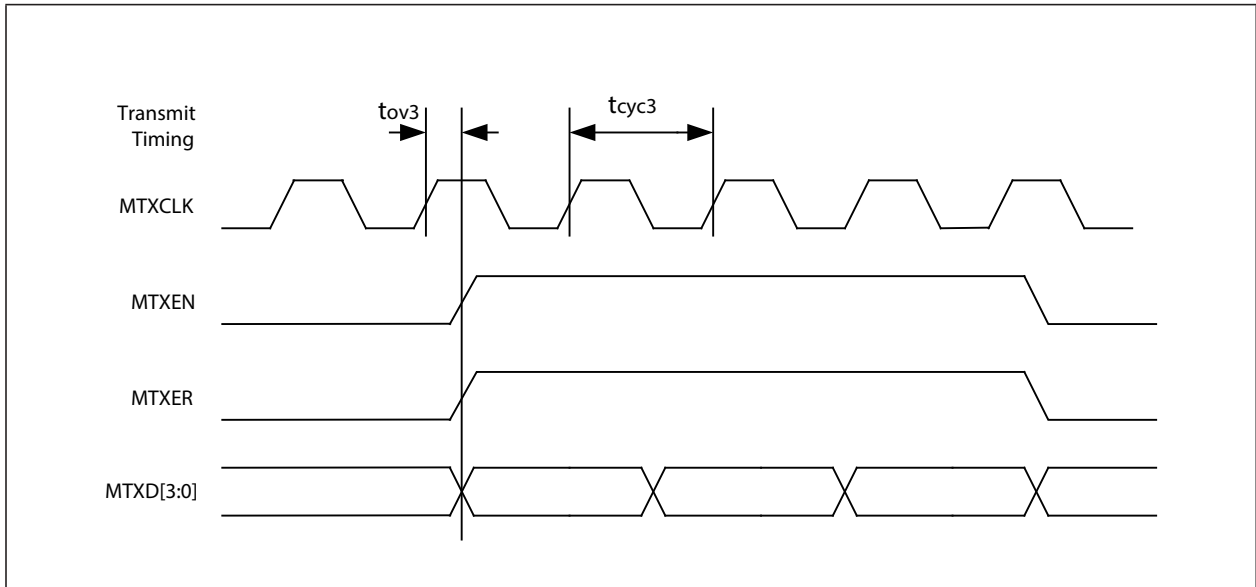 Transmit
Timing
tov3
tcyc3
MTXCLK
MTXEN
MTXER
MTXD[3:0]